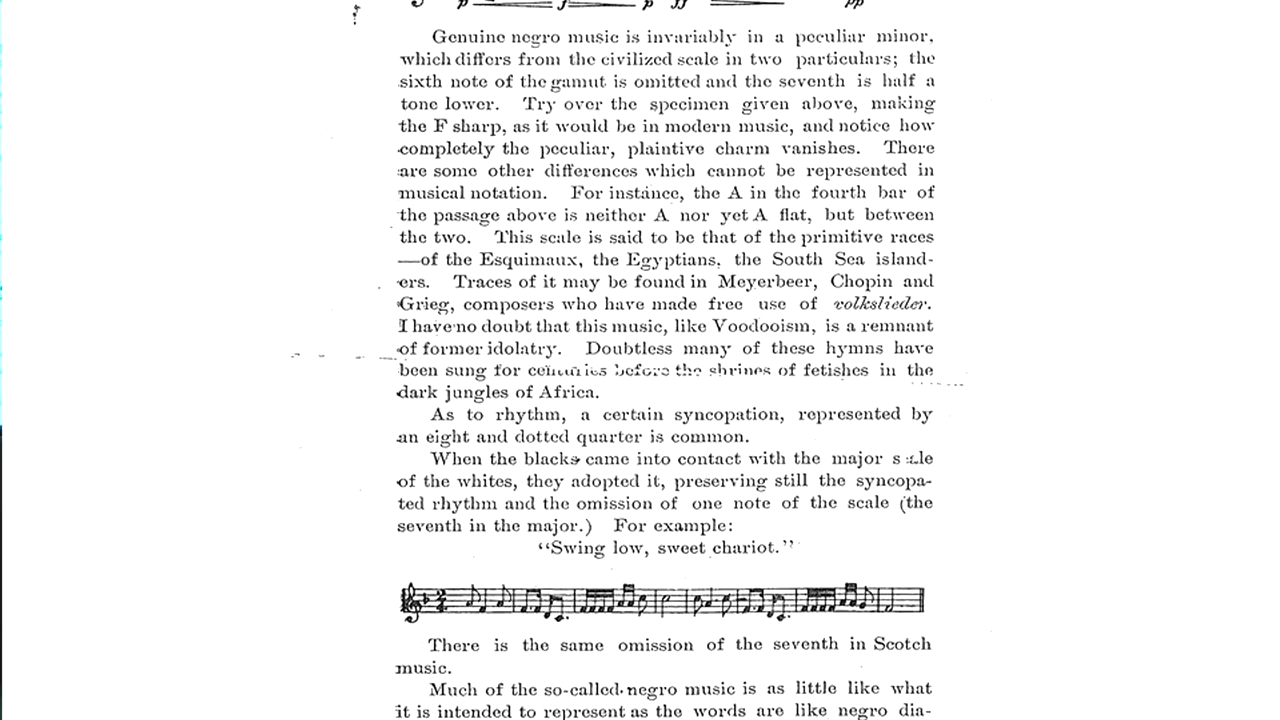 p f p ff pp
Genuine negro music is invariably in a peculiar minor,
which differs from the civilized scale in two particulars; the
sixth note of the gamut is omitted and the seventh is half a
tone lower. Try over the specimen given above, making
the F sharp, as it would be in modern music, and notice how
completely the peculiar, plaintive charm vanishes. There
are some other differences which cannot be represented in
musical notation. For instance, the A in the fourth bar of
the passage above is neither A nor yet A flat, but between
the two. This scale is said to be that of the primitive races
—of the Esquimaux, the Egyptians, the South Sea island-
ers. Traces of it may be found in Meyerbeer, Chopin and
Grieg, composers who have made free use of volkslieder.
I have no doubt that this music, like Voodooism, is a remnant
of former idolatry. Doubtless many of these hymns have
been sung for centuries before the shrines of fetishes in the
dark jungles of Africa.
As to rhythm, a certain syncopation, represented by
an eight and dotted quarter is common.
When the blacks came into contact with the major scale
of the whites, they adopted it, preserving still the syncopa-
ted rhythm and the omission of one note of the scale (the
seventh in the major.) For example:
"Swing low, sweet chariot."
2
4
There is the same omission of the seventh in Scotch
music.
Much of the so-called negro music is as little like what
it is intended to represent as the words are like negro dia-